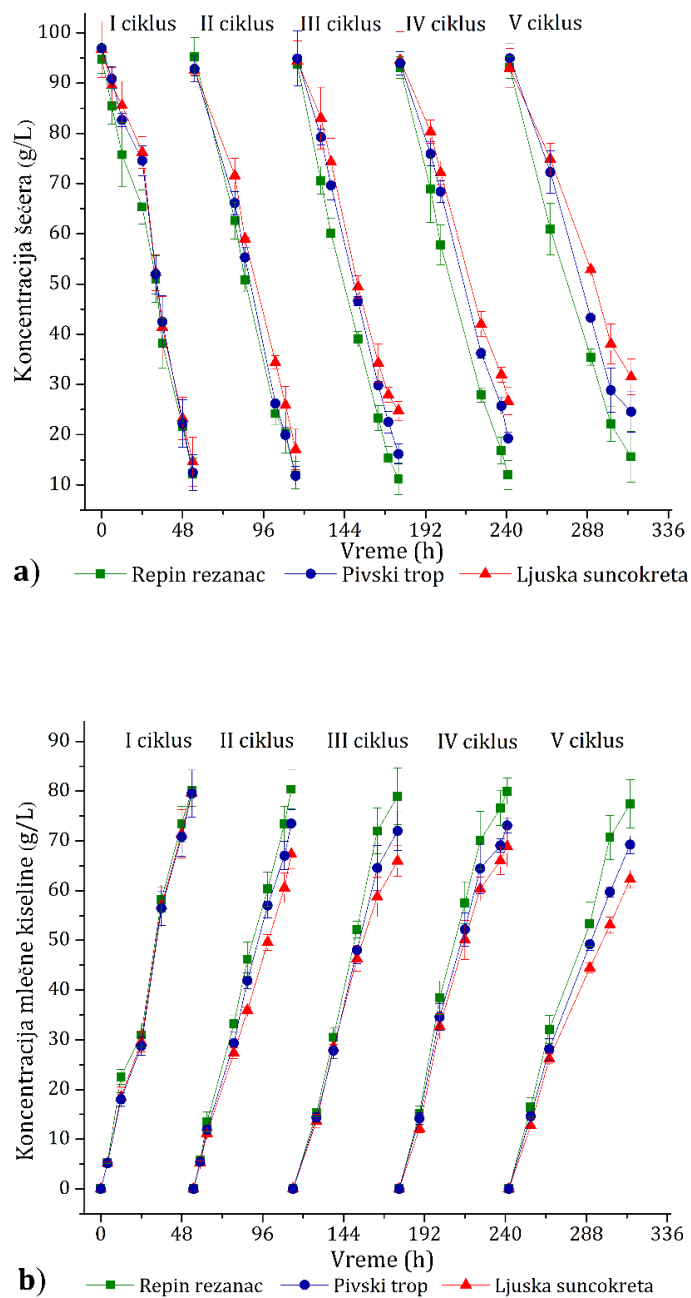 I ciklus II ciklus III ciklus IV ciklus V ciklus
100
90
80
70
60
50
40
30
20
10
Koncentracija šećera (g/L)
0 48 96 144 192 240 288 336
Vreme (h)
a) Repin rezanac Pivski trop Ljuska suncokreta
I ciklus II ciklus III ciklus IV ciklus V ciklus
90
80
70
60
50
40
30
20
10
0
Koncentracija mlečne kiseline (g/L)
0 48 96 144 192 240 288 336
Vreme (h)
b) Repin rezanac Pivski trop Ljuska suncokreta